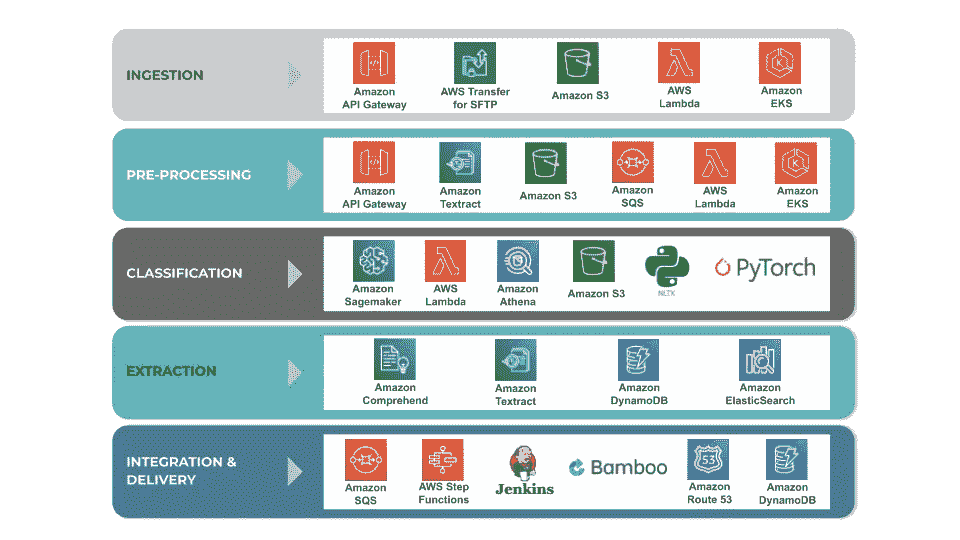 INGESTION
Amazon
API Gateway
AWS Transfer
for SFTP
Amazon S3
AWS
Lambda
Amazon
EKS
PRE-PROCESSING
Amazon
API Gateway
Amazon
Textract
Amazon S3
Amazon
SQS
AWS
Lambda
Amazon
EKS
CLASSIFICATION
Amazon
Sagemaker
AWS
Lambda
Amazon
Athena
Amazon S3
NLTK
PyTorch
EXTRACTION
Amazon
Comprehend
Amazon
Textract
Amazon
DynamoDB
Amazon
ElasticSearch
INTEGRATION &
DELIVERY
Amazon
SQS
AWS Step
Functions
Jenkins
Bamboo
53
Amazon
Route 53
Amazon
DynamoDB